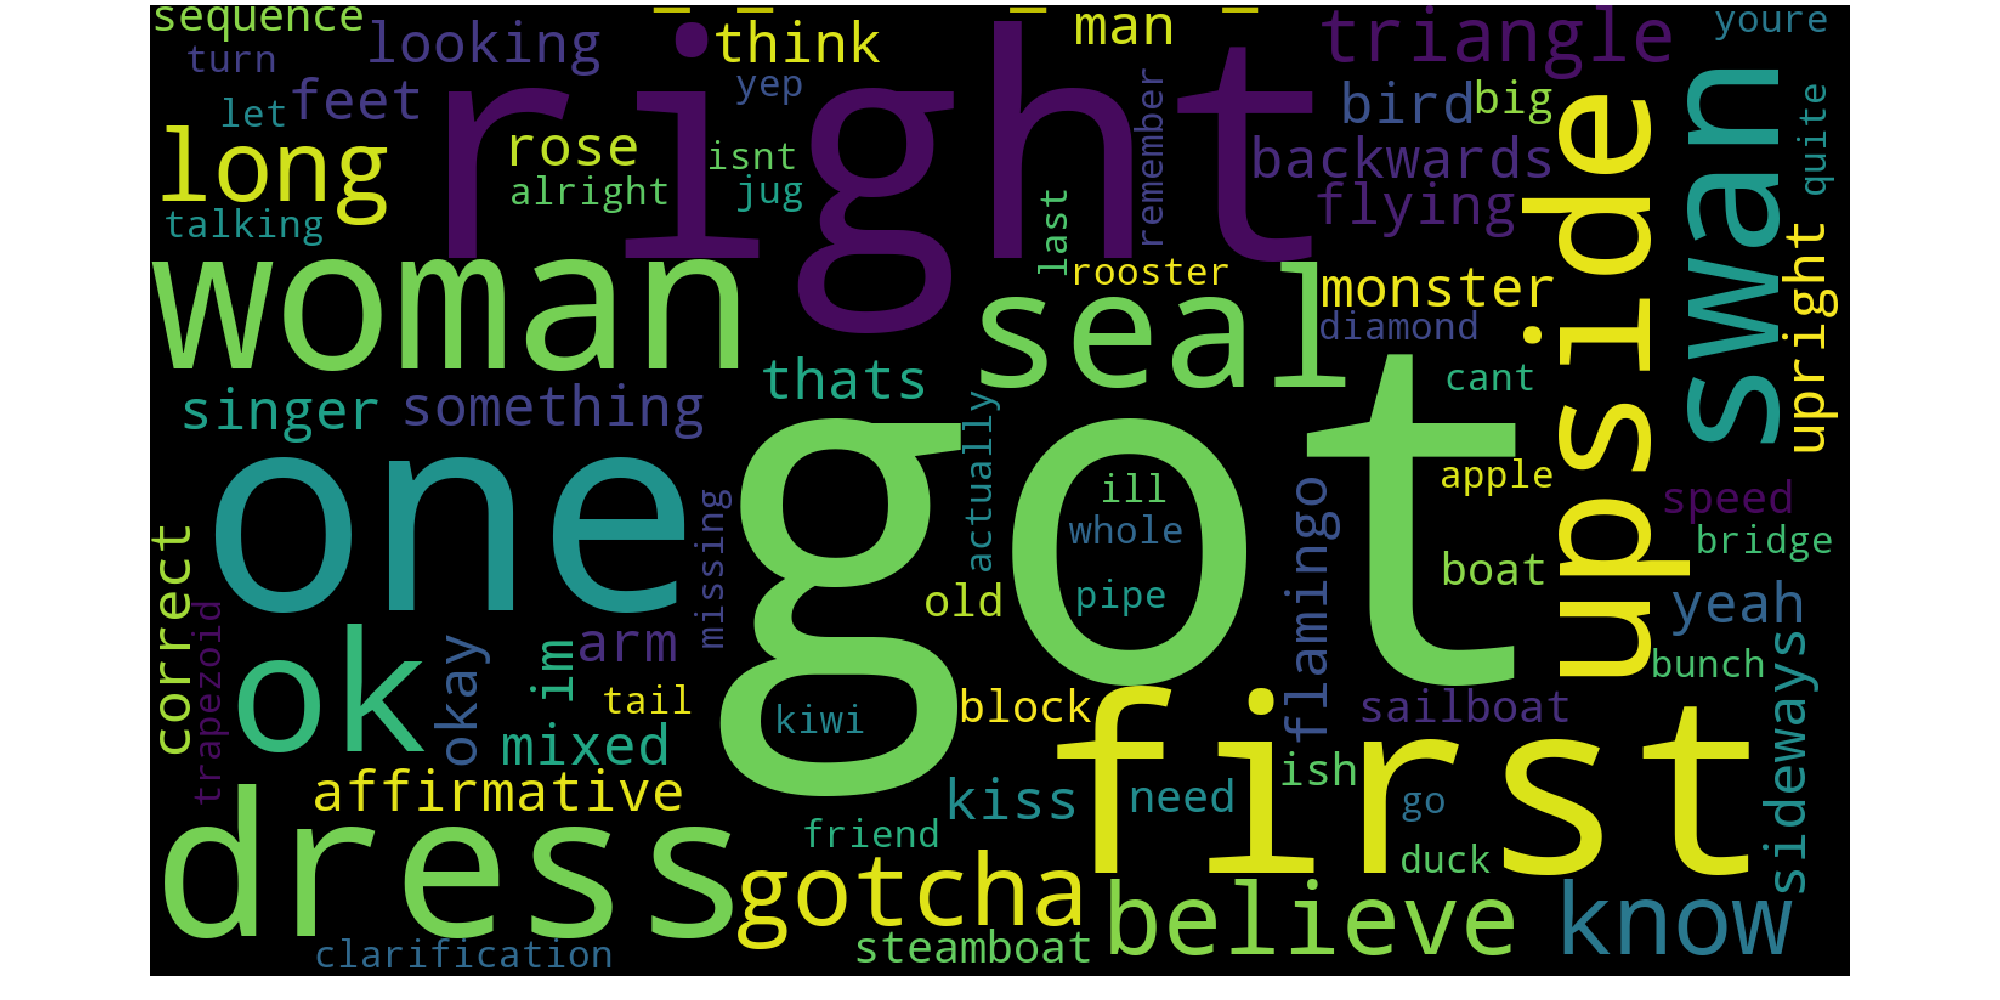 sequence
looking
think
man
triangle
youre
turn
right
yep
remember
bird
big
swan
upside
let
feet
quite
long
rose
isnt
backwards
alright
jug
last
flying
talking
upright
woman
rooster
seal
monster
diamond
thats
cant
singer
something
got
one
actually
ill
apple
speed
missing
whole
flamingo
bridge
correct
old
pipe
boat
yeah
trapezoid
ok
okay
im
arm
bunch
sideways
tail
kiwi
block
sailboat
mixed
first
affirmative
kiss
need
ish
go
dress
friend
duck
gotcha
believe
know
clarification
steamboat